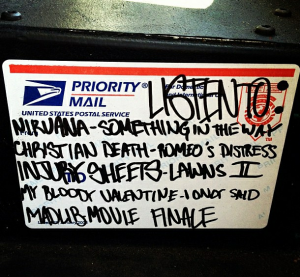 PRIORITY
MAIL
UNITED STATES POSTAL SERVICE
LISTEN TO:
NIRVANA - SOMETHING IN THE WAY
CHRISTIAN DEATH - ROMEO'S DISTRESS
SHEETS - LAWNS II
MY BLOODY VALENTINE - I ONLY SAID
MADLIB MOVIE FINALE